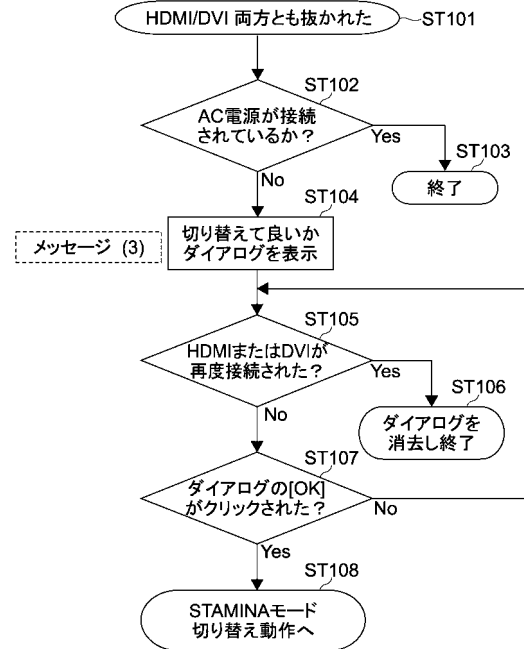 HDMI/DVI 両方とも抜かれた
ST101
ST102
AC電源が接続
されているか？
Yes
ST103
終了
No
ST104
切り替えて良いか
ダイアログを表示
メッセージ (3)
ST105
HDMIまたはDVIが
再度接続された？
Yes
ST106
ダイアログを
消去し終了
No
ST107
ダイアログの[OK]
がクリックされた？
No
Yes
ST108
STAMINAモード
切り替え動作へ